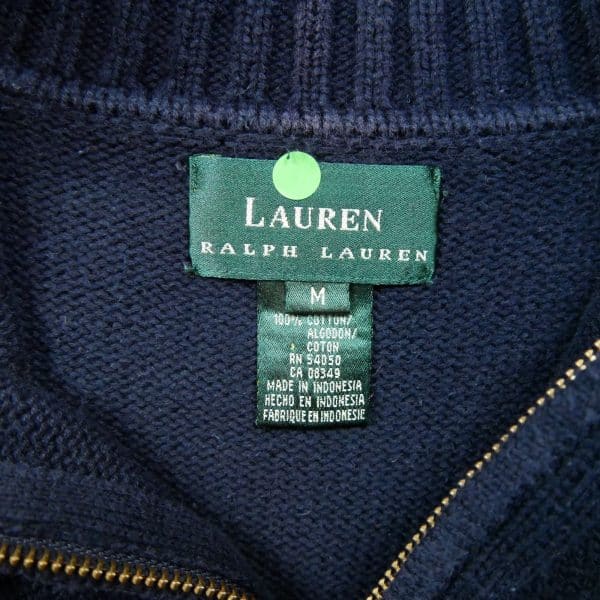 LAUREN
RALPH LAUREN
M
100% COTTON/
ALGODON/
COTON
RN 54050
CA 08349
MADE IN INDONESIA
HECHO EN INDONESIA
FABRIQUE EN INDONESIE